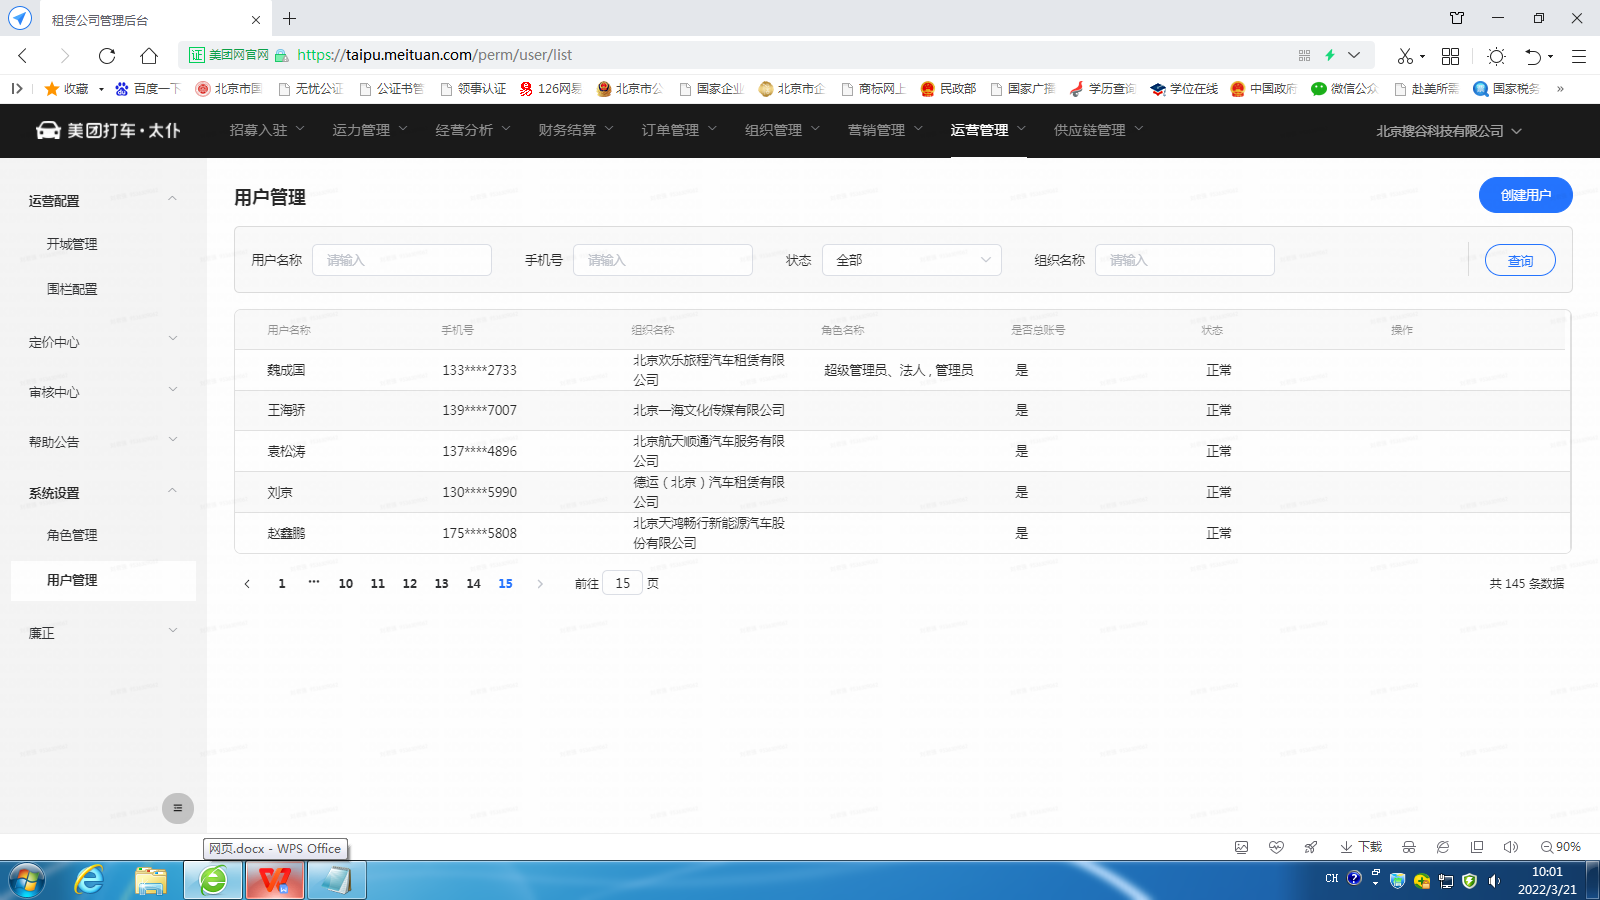 租赁公司管理后台
证 美团网官网 https://taipu.meituan.com/perm/user/list
收藏 百度一下 北京市国 无忧公证 公证书管 领事认证 126网易 北京市公 国家企业 北京市企 商标网上 民政部 国家广播 学历查询 学位在线 中国政府 微信公众 赴美所需 国家税务 »
美团打车·太仆 招募入驻 运力管理 经营分析 财务结算 订单管理 组织管理 营销管理 运营管理 供应链管理 北京搜谷科技有限公司
运营配置
开城管理
围栏配置
定价中心
审核中心
帮助公告
系统设置
角色管理
用户管理
廉正
用户管理 创建用户
用户名称 请输入 手机号 请输入 状态 全部 组织名称 请输入 查询
用户名称 手机号 组织名称 角色名称 是否总账号 状态 操作
魏成国 133****2733 北京欢乐旅程汽车租赁有限公司 超级管理员、法人，管理员 是 正常
王海骄 139****7007 北京一海文化传媒有限公司 是 正常
袁松涛 137****4896 北京航天顺通汽车服务有限公司 是 正常
刘京 130****5990 德运（北京）汽车租赁有限公司 是 正常
赵鑫鹏 175****5808 北京天鸿畅行新能源汽车股份有限公司 是 正常
1 ··· 10 11 12 13 14 15 前往 15 页 共 145 条数据
网页.docx - WPS Office
下载 90%
CH 10:01
2022/3/21